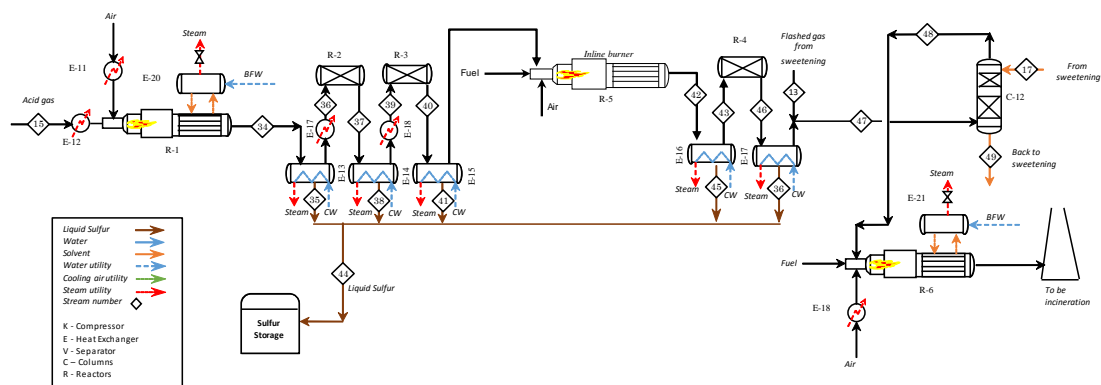 Air
E-11
Steam
E-20
BFW
Acid gas
15
E-12
R-1
34
R-2
36
E-17
37
R-3
39
E-18
40
E-13
E-14
E-15
35
38
41
Steam
CW
Steam
CW
Steam
CW
Fuel
Air
Inline burner
R-5
42
R-4
43
46
E-16
E-17
45
36
Steam
CW
Steam
CW
Flashed gas
from
sweetening
13
47
48
17
From
sweetening
C-12
49
Back to
sweetening
Steam
E-21
BFW
Fuel
R-6
E-18
Air
To be
incineration
44
Liquid Sulfur
Sulfur
Storage
Liquid Sulfur
Water
Solvent
Water utility
Cooling air utility
Steam utility
Stream number
K - Compressor
E - Heat Exchanger
V - Separator
C – Columns
R - Reactors